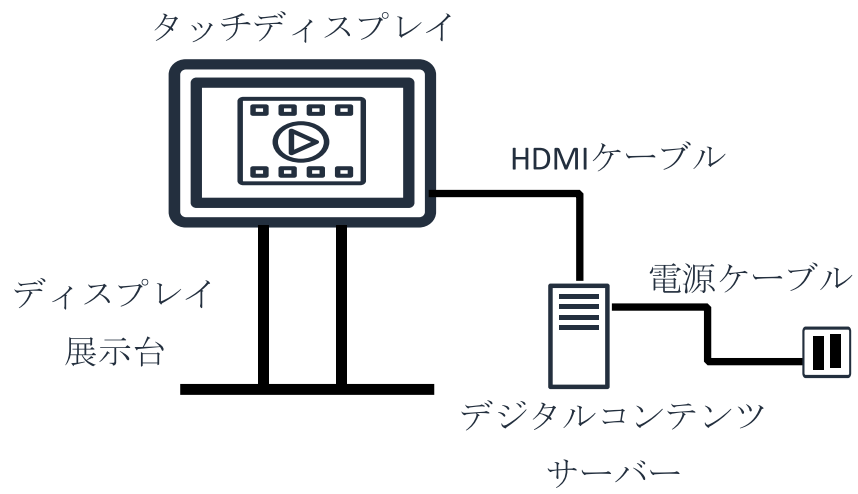 タッチディスプレイ
HDMIケーブル
電源ケーブル
ディスプレイ
展示台
デジタルコンテンツ
サーバー